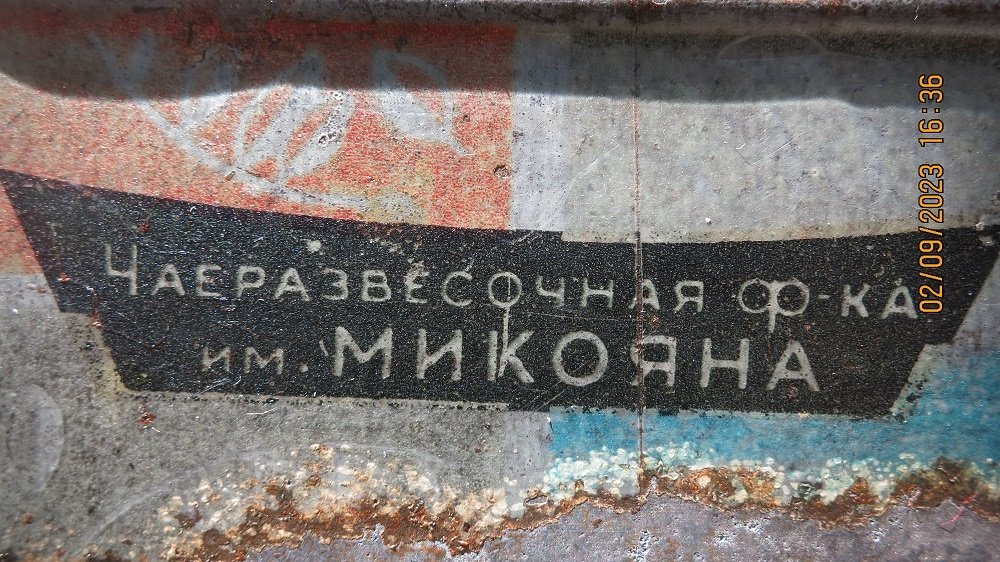 Чаеразвесочная ф-ка
им. Микояна
02/09/2023 16:36